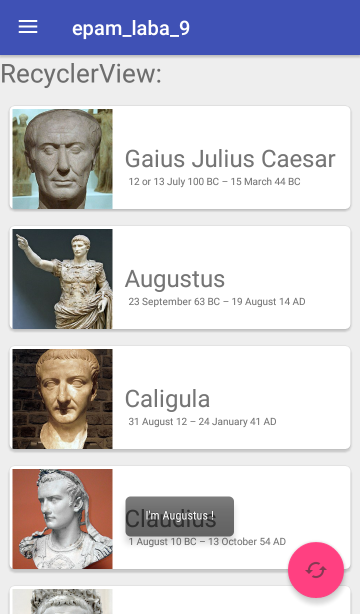 epam_laba_9
RecyclerView:
Gaius Julius Caesar
12 or 13 July 100 BC – 15 March 44 BC
Augustus
23 September 63 BC – 19 August 14 AD
Caligula
31 August 12 – 24 January 41 AD
Claudius
I'm Augustus !
1 August 10 BC – 13 October 54 AD